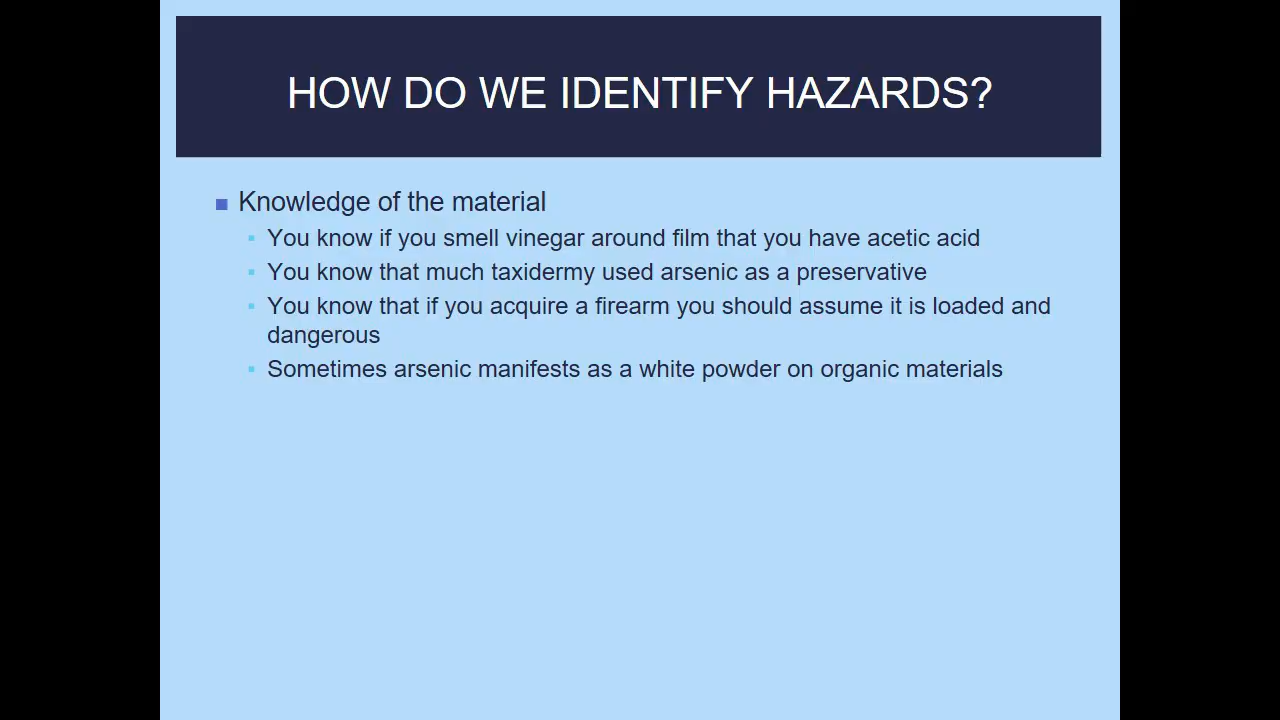 HOW DO WE IDENTIFY HAZARDS?
Knowledge of the material
You know if you smell vinegar around film that you have acetic acid
You know that much taxidermy used arsenic as a preservative
You know that if you acquire a firearm you should assume it is loaded and
dangerous
Sometimes arsenic manifests as a white powder on organic materials